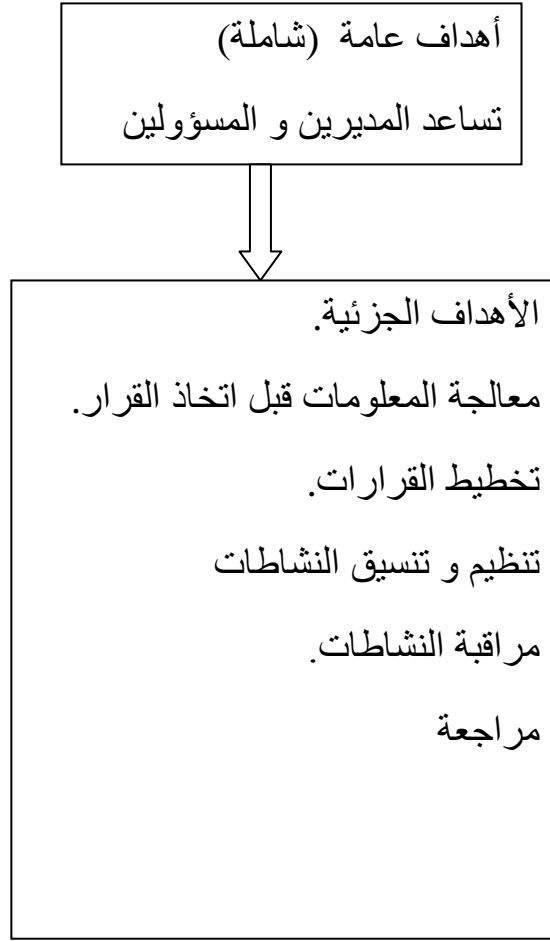 أهداف عامة (شاملة)
تساعد المديرين و المسؤولين
الأهداف الجزئية.
معالجة المعلومات قبل اتخاذ القرار.
تخطيط القرارات.
تنظيم و تنسيق النشاطات
مراقبة النشاطات.
مراجعة